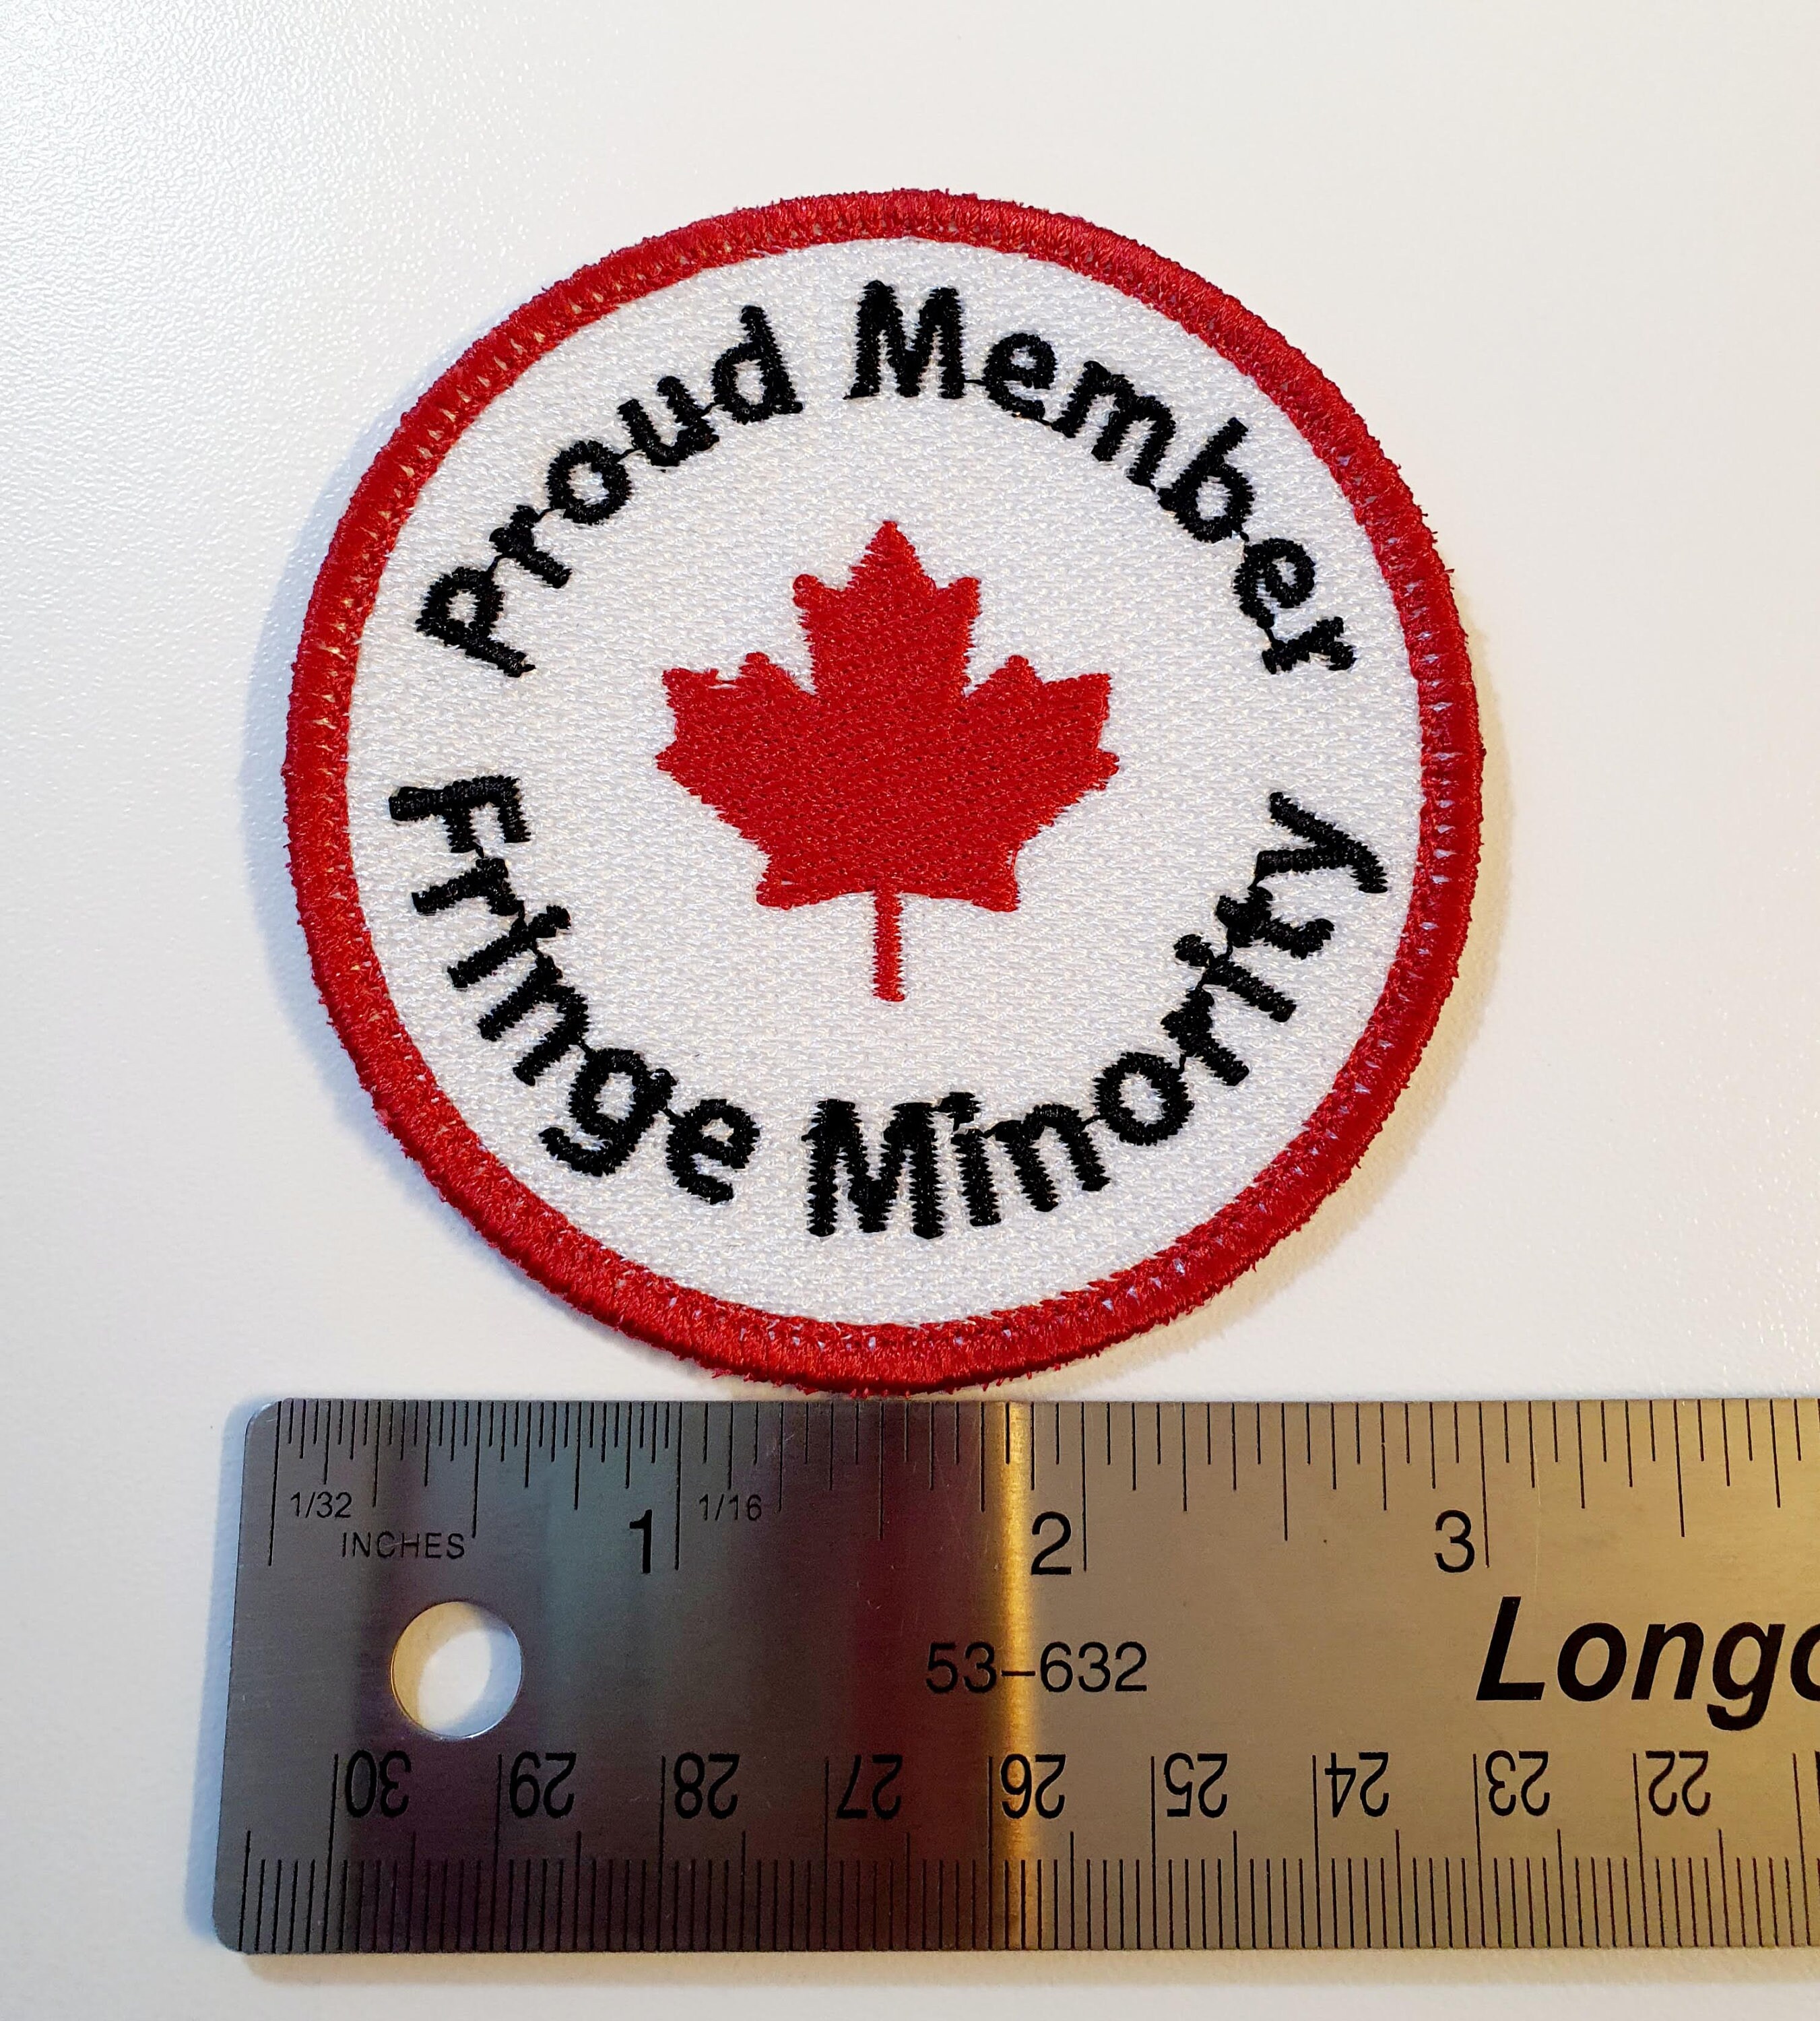 Proud Member
Fringe Minority
1/32
1
1/16
2
3
INCHES
53-632
30 29 28 27 26 25 24 23 22